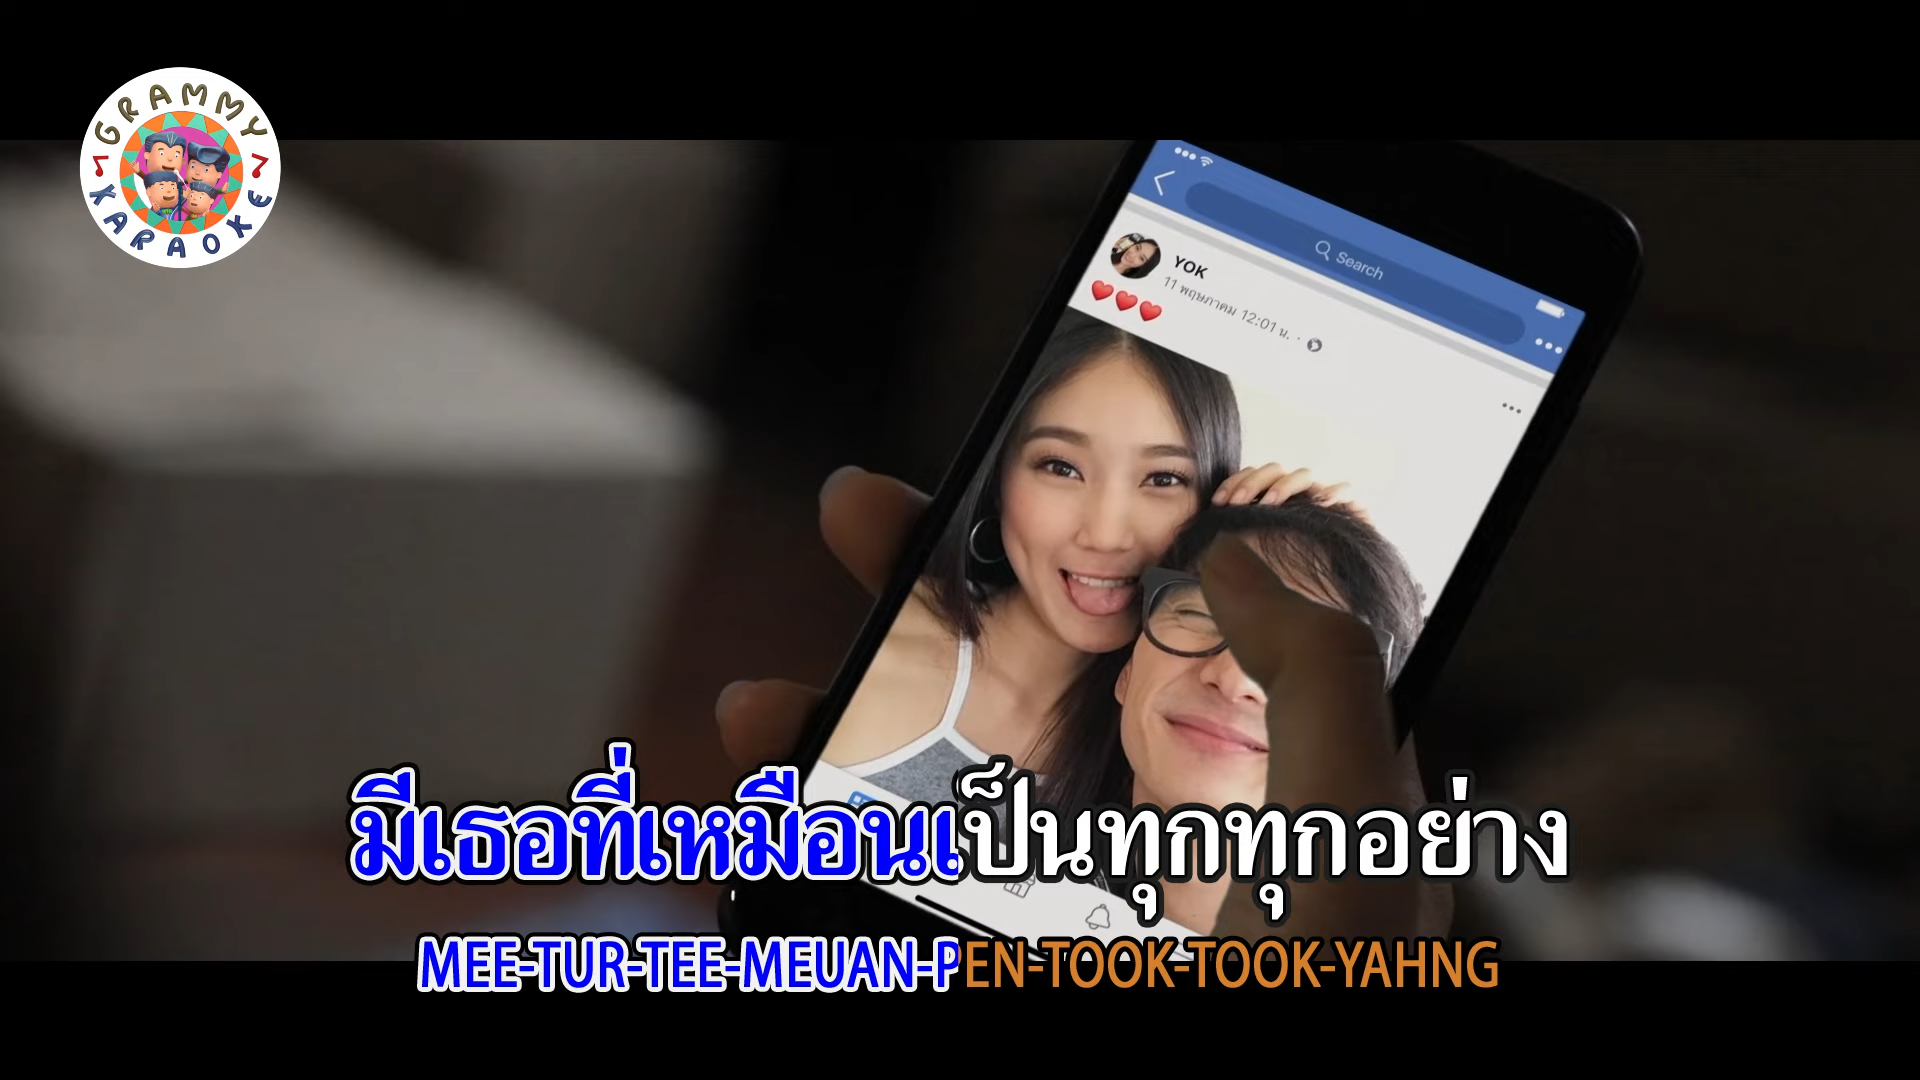 GRAMMY
KARAOKE
Search
YOK
11 พฤษภาคม 12:01 น.
มีเธอที่เหมือนเป็นทุกทุกอย่าง
MEE-TUR-TEE-MEUAN-PEN-TOOK-TOOK-YAHNG